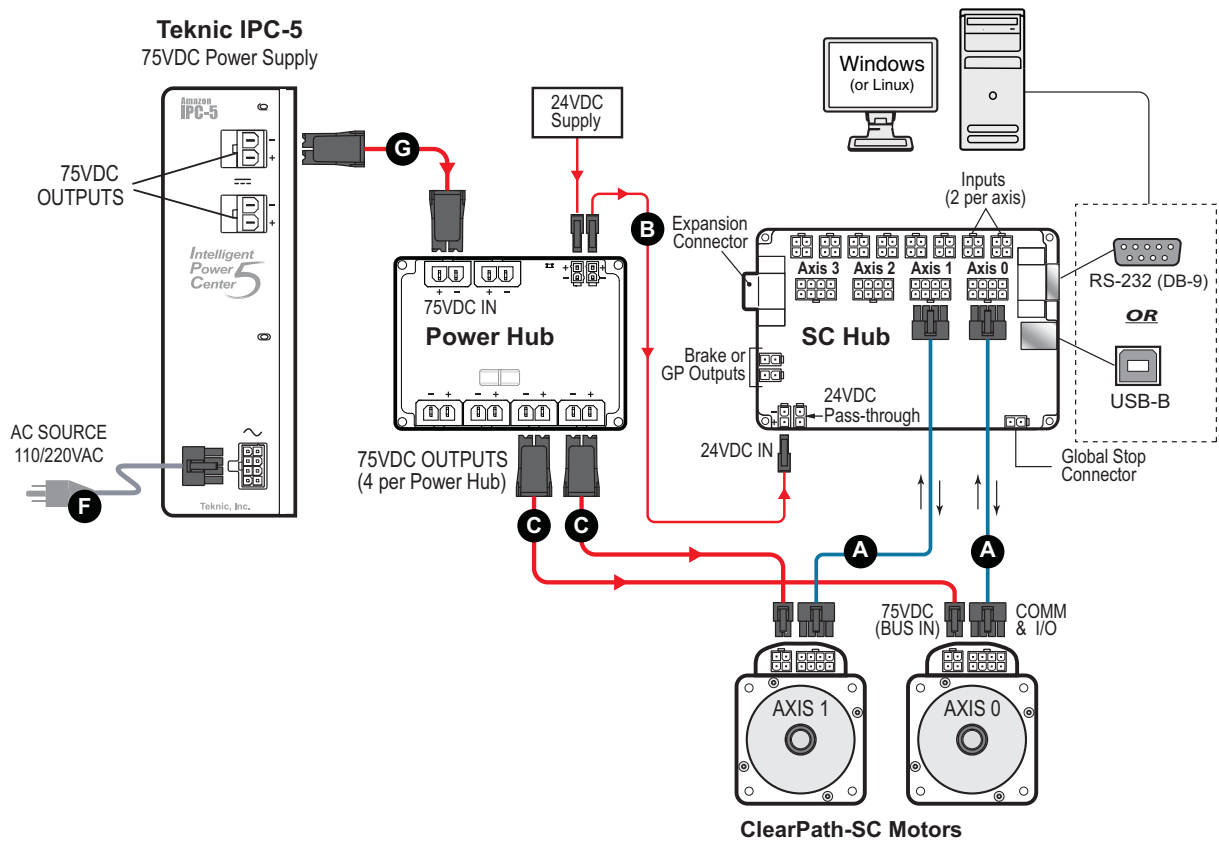 Teknic IPC-5
75VDC Power Supply
Amazon
IPC-5
-
+
75VDC
OUTPUTS
-
+
Intelligent
Power
Center 5
AC SOURCE
110/220VAC
F
Teknic, Inc.
G
24VDC
Supply
B
+ -
+ -
+ - + -
75VDC IN
Power Hub
- + - + - + - +
75VDC OUTPUTS
(4 per Power Hub)
C
C
Windows
(or Linux)
Inputs
(2 per axis)
Expansion
Connector
Axis 3
Axis 2
Axis 1
Axis 0
SC Hub
Brake or
GP Outputs
24VDC
Pass-through
-
+
24VDC IN
Global Stop
Connector
RS-232 (DB-9)
OR
USB-B
A
A
75VDC
(BUS IN)
COMM
& I/O
AXIS 1
AXIS 0
ClearPath-SC Motors